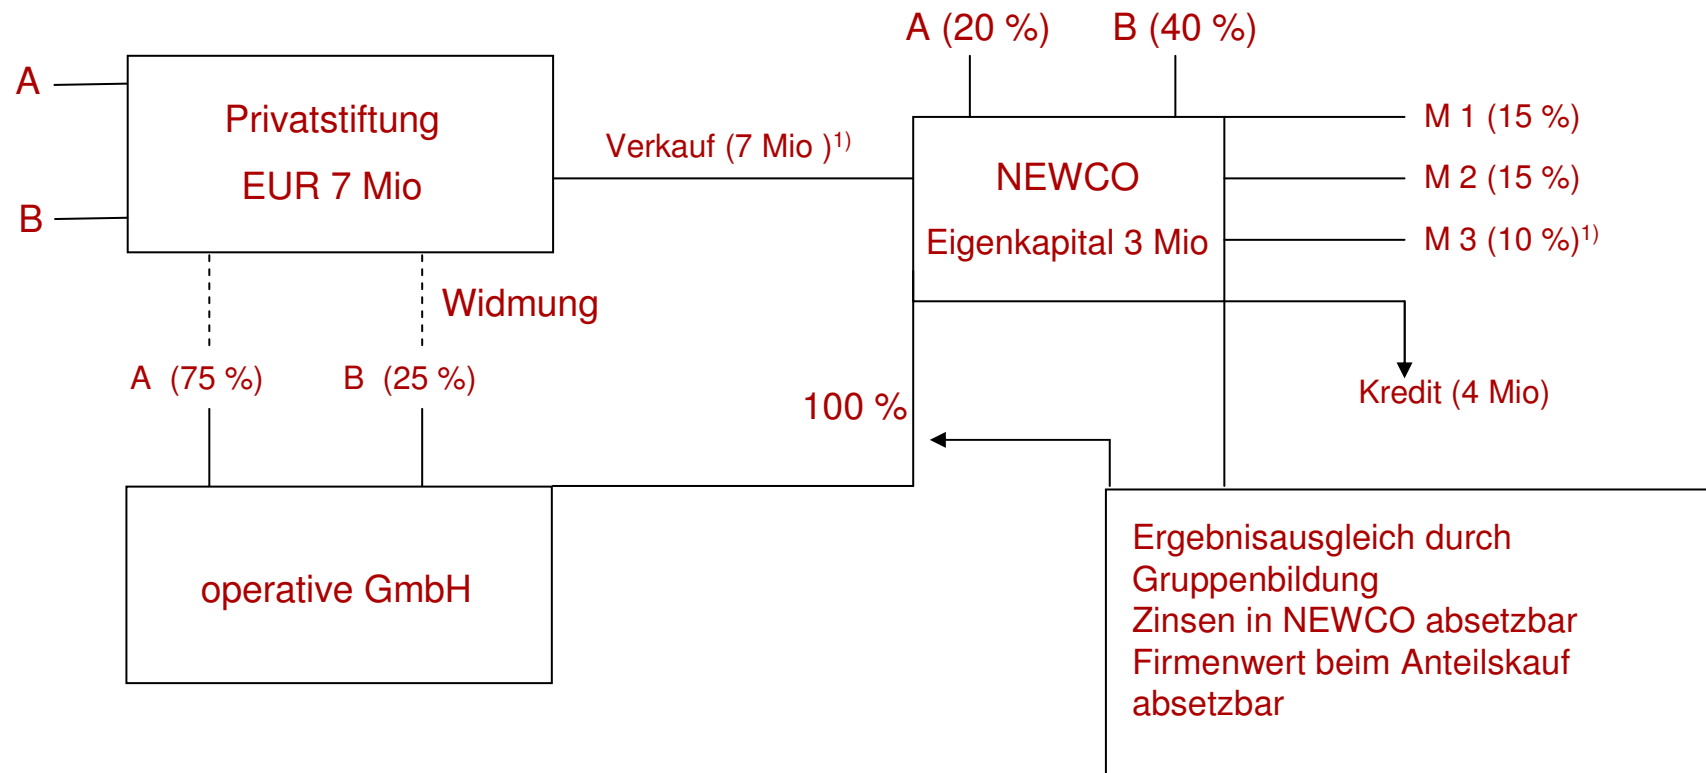 A (20 %)
B (40 %)
A
Privatstiftung
EUR 7 Mio
B
Verkauf (7 Mio )¹⁾
NEWCO
Eigenkapital 3 Mio
M 1 (15 %)
M 2 (15 %)
M 3 (10 %)¹⁾
Widmung
A (75 %)
B (25 %)
100 %
Kredit (4 Mio)
operative GmbH
Ergebnisausgleich durch
Gruppenbildung
Zinsen in NEWCO absetzbar
Firmenwert beim Anteilskauf
absetzbar